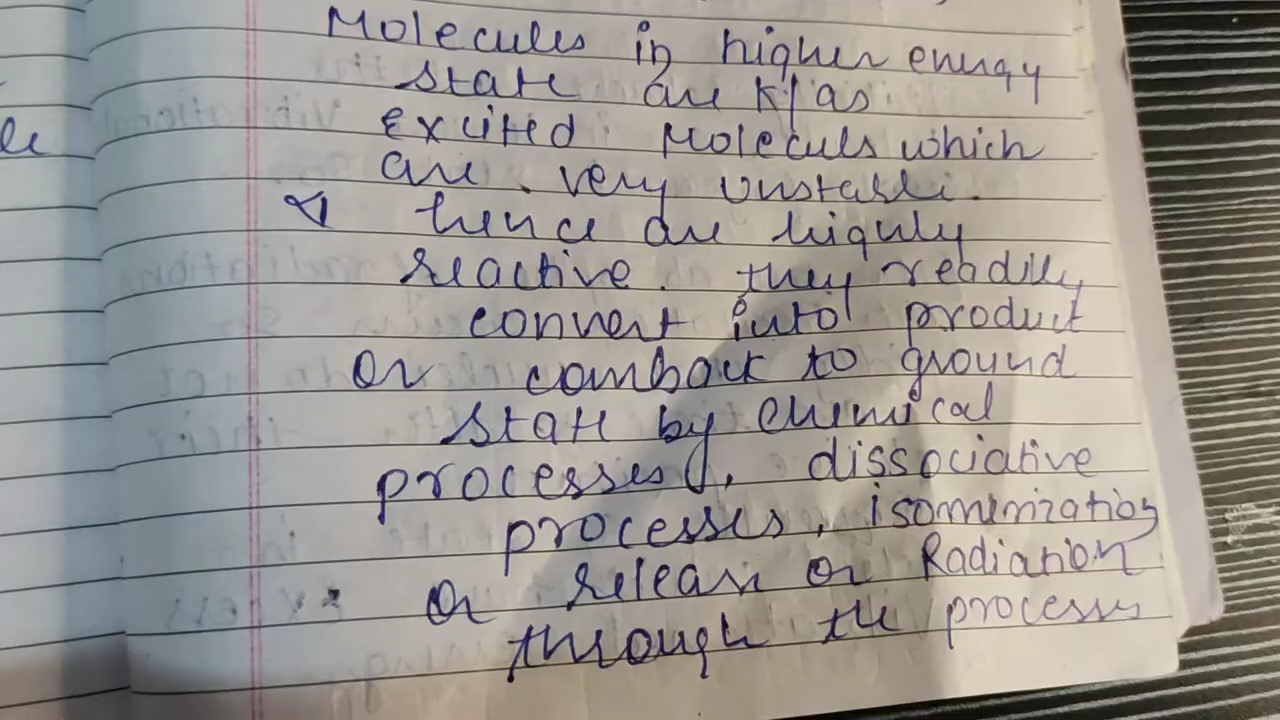 Molecules in higher energy
state are K/as
excited Molecules which
are very unstable.
& hence are highly
reactive. they readily
convert into product
or comback to ground
state by chemical
processes, dissociative
processes, isomerization
or release or Radiation
through the processes